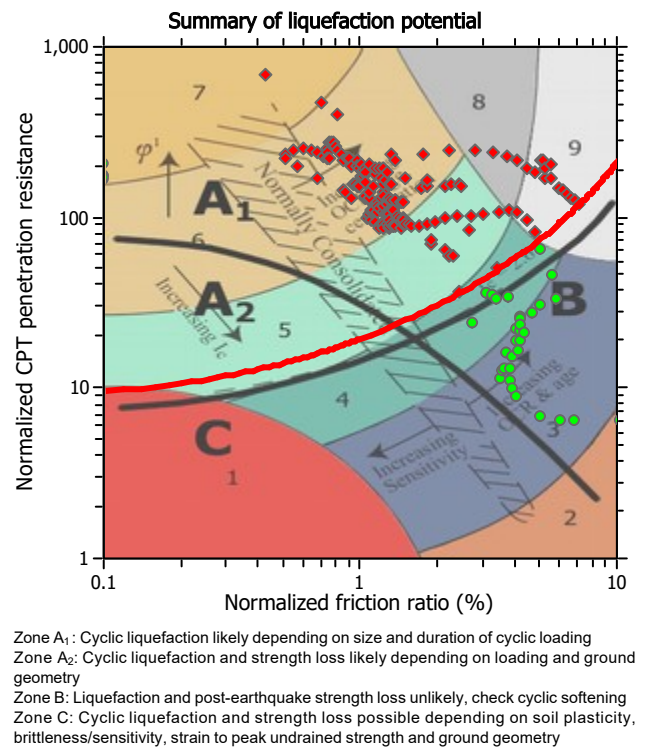 Summary of liquefaction potential
1,000
7
8
9
φ¹
Normally Consolidated
A₁
100
6
A₂
Increasing Ic
5
B
10
4
Increasing
OCR & age
3
C
Increasing
Sensitivity
1
2
1
0.1
1
10
Normalized CPT penetration resistance
Normalized friction ratio (%)
Zone A₁: Cyclic liquefaction likely depending on size and duration of cyclic loading
Zone A₂: Cyclic liquefaction and strength loss likely depending on loading and ground
geometry
Zone B: Liquefaction and post-earthquake strength loss unlikely, check cyclic softening
Zone C: Cyclic liquefaction and strength loss possible depending on soil plasticity,
brittleness/sensitivity, strain to peak undrained strength and ground geometry